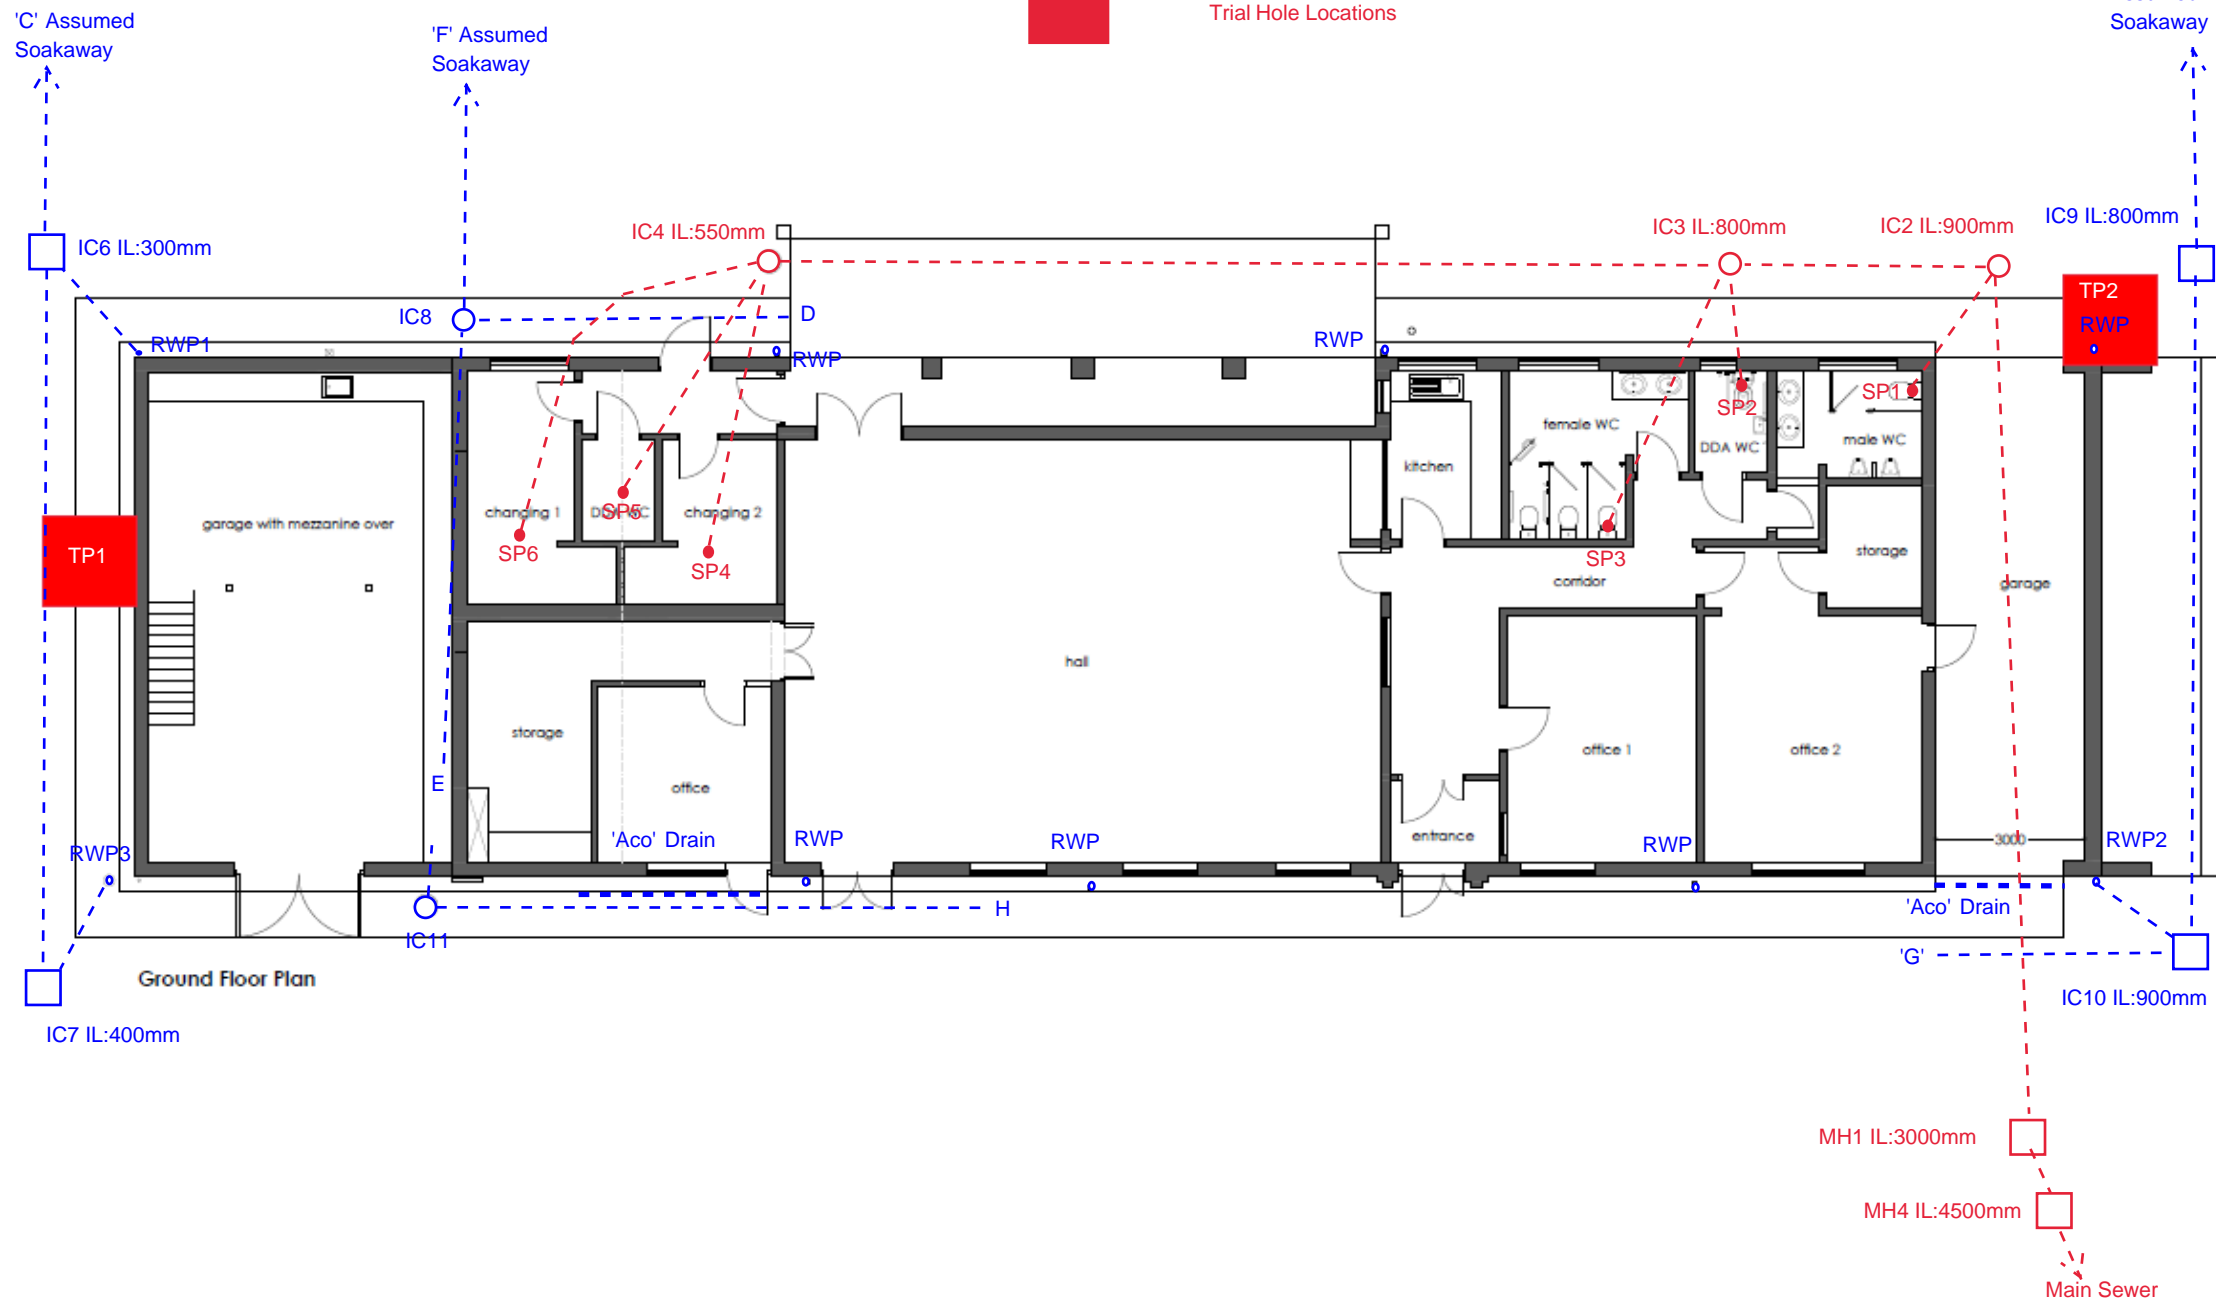 'C' Assumed
Soakaway
'F' Assumed
Soakaway
Trial Hole Locations
Soakaway
IC6 IL:300mm
IC4 IL:550mm
IC3 IL:800mm
IC2 IL:900mm
IC9 IL:800mm
IC8
D
TP2
RWP
RWP1
RWP
RWP
SP1
SP2
female WC
DDA WC
male WC
kitchen
garage with mezzanine over
changing 1
SP5
changing 2
TP1
SP6
SP4
SP3
corridor
storage
garage
hall
storage
office 1
office 2
E
office
'Aco' Drain
RWP
RWP
entrance
RWP
3000
RWP2
RWP3
H
'Aco' Drain
IC11
'G'
Ground Floor Plan
IC10 IL:900mm
IC7 IL:400mm
MH1 IL:3000mm
MH4 IL:4500mm
Main Sewer